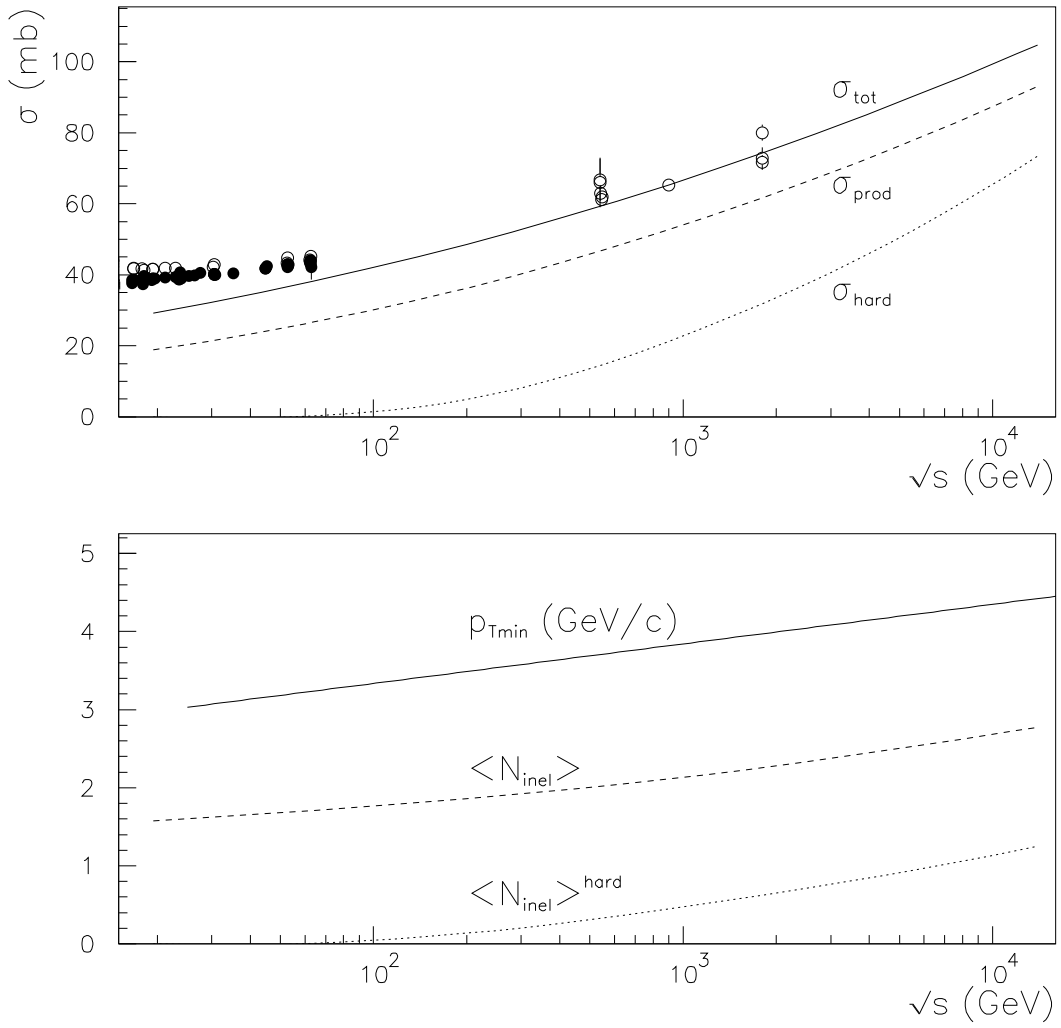 σ (mb)
100
80
60
40
20
0
σtot
σprod
σhard
10²
10³
10⁴
√s (GeV)
5
4
3
2
1
0
pTmin (GeV/c)
<Ninel>
<Ninel>hard
10²
10³
10⁴
√s (GeV)